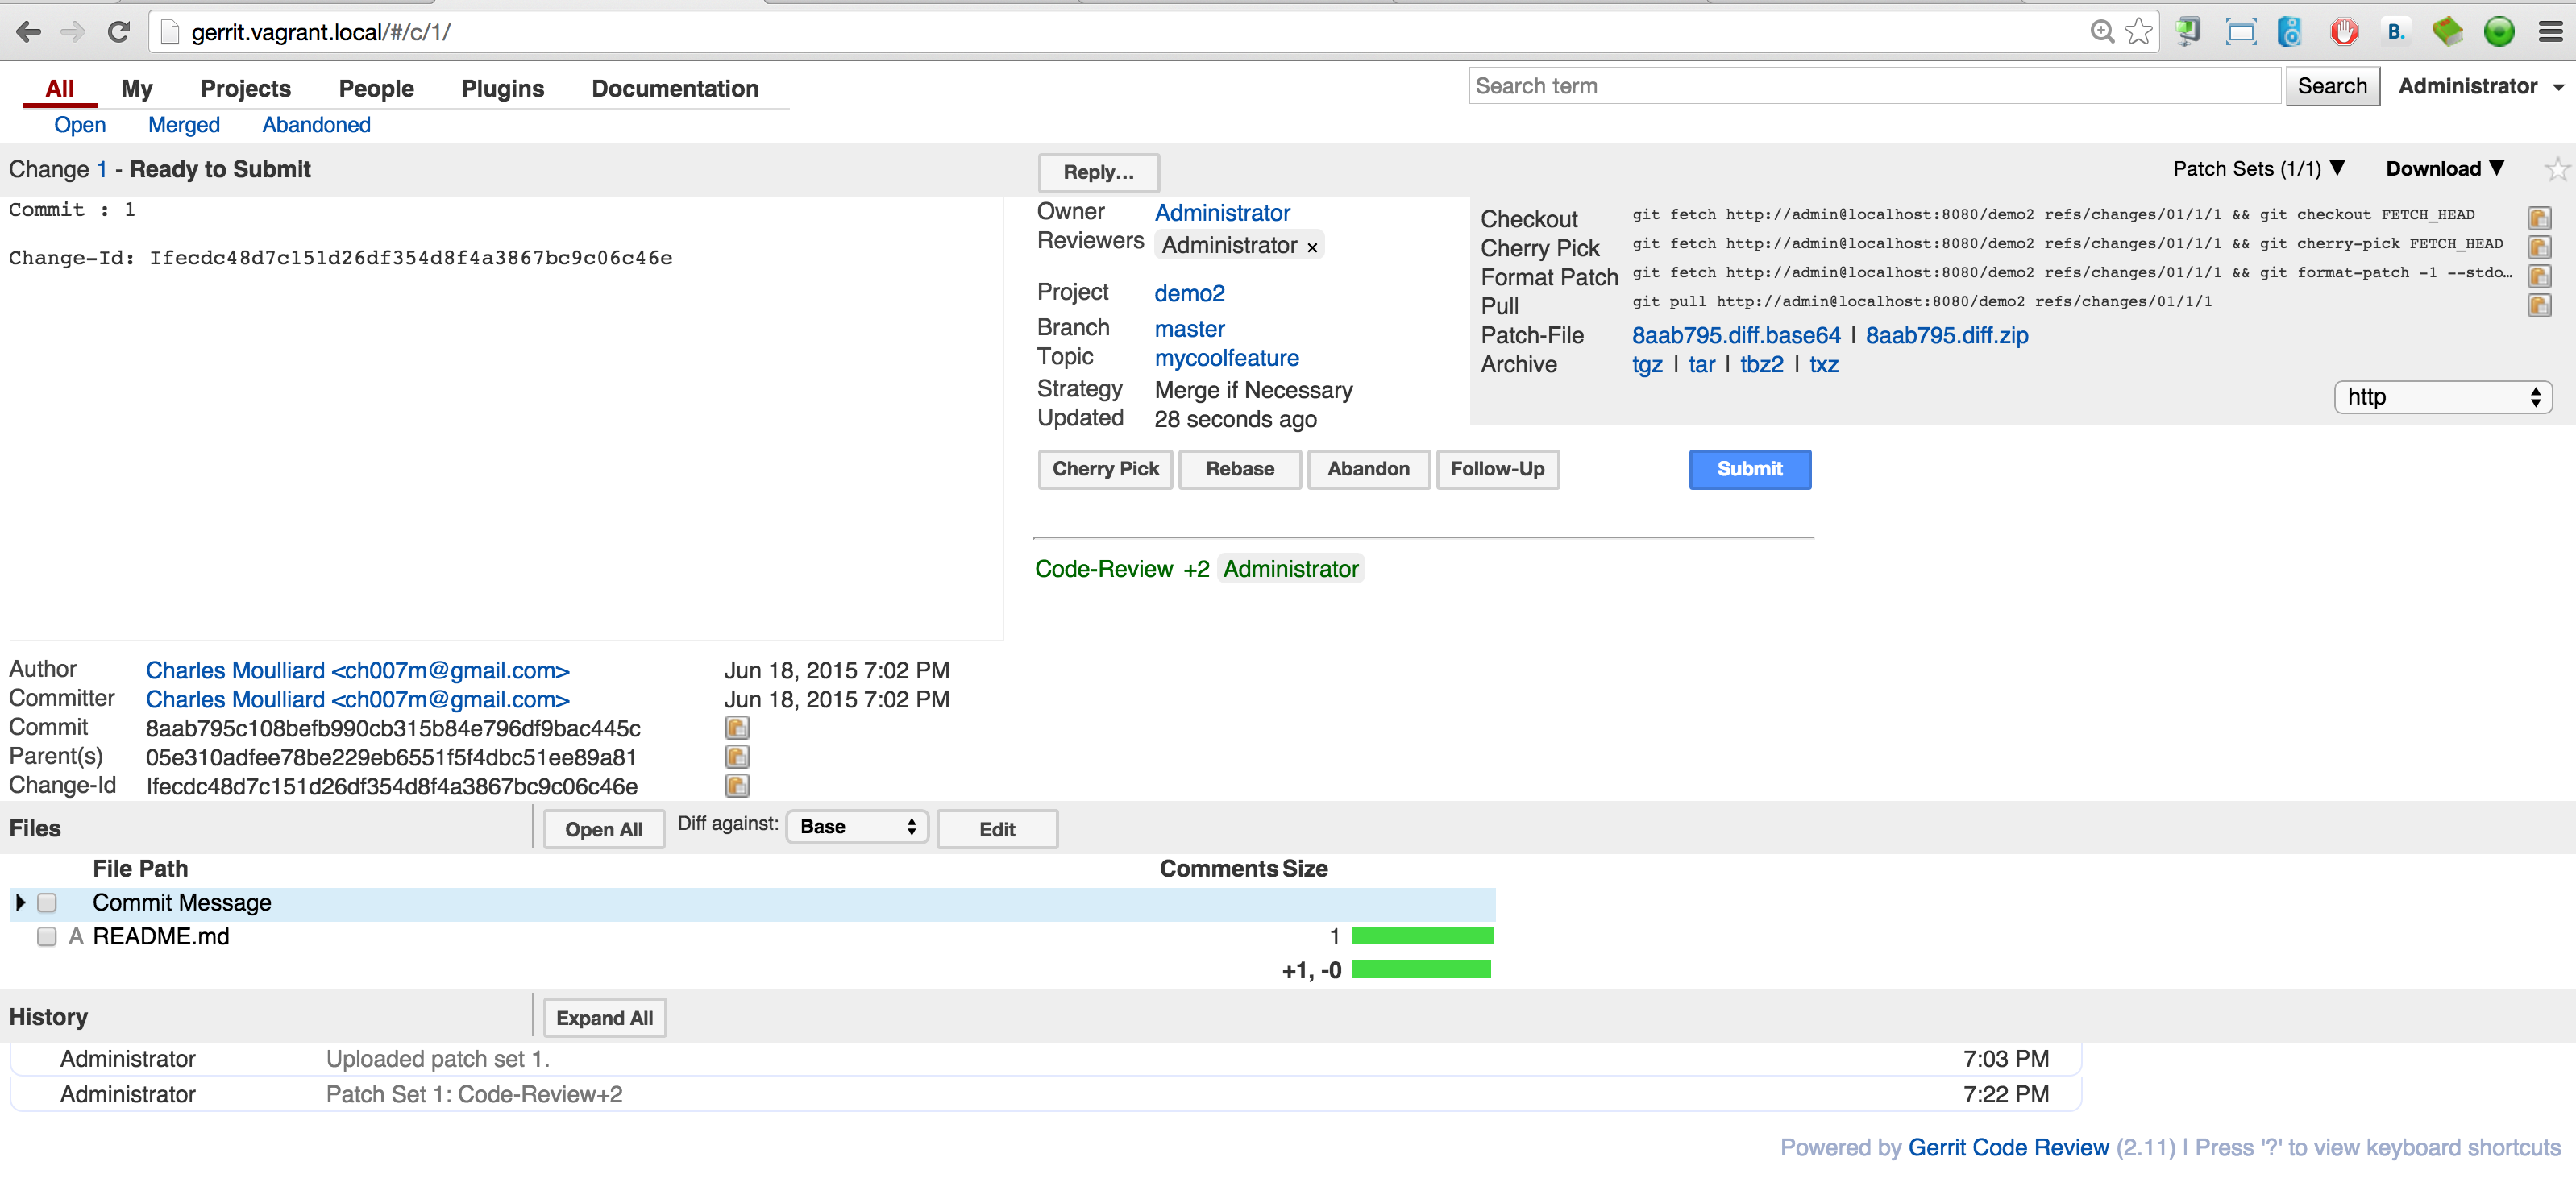 gerrit.vagrant.local/#/c/1/
B.
All My Projects People Plugins Documentation
Search term Search Administrator
Open Merged Abandoned
Change 1 - Ready to Submit
Reply...
Patch Sets (1/1) ▼ Download ▼
Commit : 1
Change-Id: Ifecdc48d7c151d26df354d8f4a3867bc9c06c46e
Owner Administrator
Reviewers Administrator ×
Project demo2
Branch master
Topic mycoolfeature
Strategy Merge if Necessary
Updated 28 seconds ago
Checkout git fetch http://admin@localhost:8080/demo2 refs/changes/01/1/1 && git checkout FETCH_HEAD
Cherry Pick git fetch http://admin@localhost:8080/demo2 refs/changes/01/1/1 && git cherry-pick FETCH_HEAD
Format Patch git fetch http://admin@localhost:8080/demo2 refs/changes/01/1/1 && git format-patch -1 --stdo...
Pull git pull http://admin@localhost:8080/demo2 refs/changes/01/1/1
Patch-File 8aab795.diff.base64 | 8aab795.diff.zip
Archive tgz | tar | tbz2 | txz
http
Cherry Pick Rebase Abandon Follow-Up Submit
Code-Review +2 Administrator
Author Charles Moulliard <ch007m@gmail.com> Jun 18, 2015 7:02 PM
Committer Charles Moulliard <ch007m@gmail.com> Jun 18, 2015 7:02 PM
Commit 8aab795c108befb990cb315b84e796df9bac445c
Parent(s) 05e310adfee78be229eb6551f5f4dbc51ee89a81
Change-Id Ifecdc48d7c151d26df354d8f4a3867bc9c06c46e
Files Open All Diff against: Base Edit
File Path Comments Size
Commit Message
A README.md 1
+1, -0
History Expand All
Administrator Uploaded patch set 1. 7:03 PM
Administrator Patch Set 1: Code-Review+2 7:22 PM
Powered by Gerrit Code Review (2.11) | Press '?' to view keyboard shortcuts